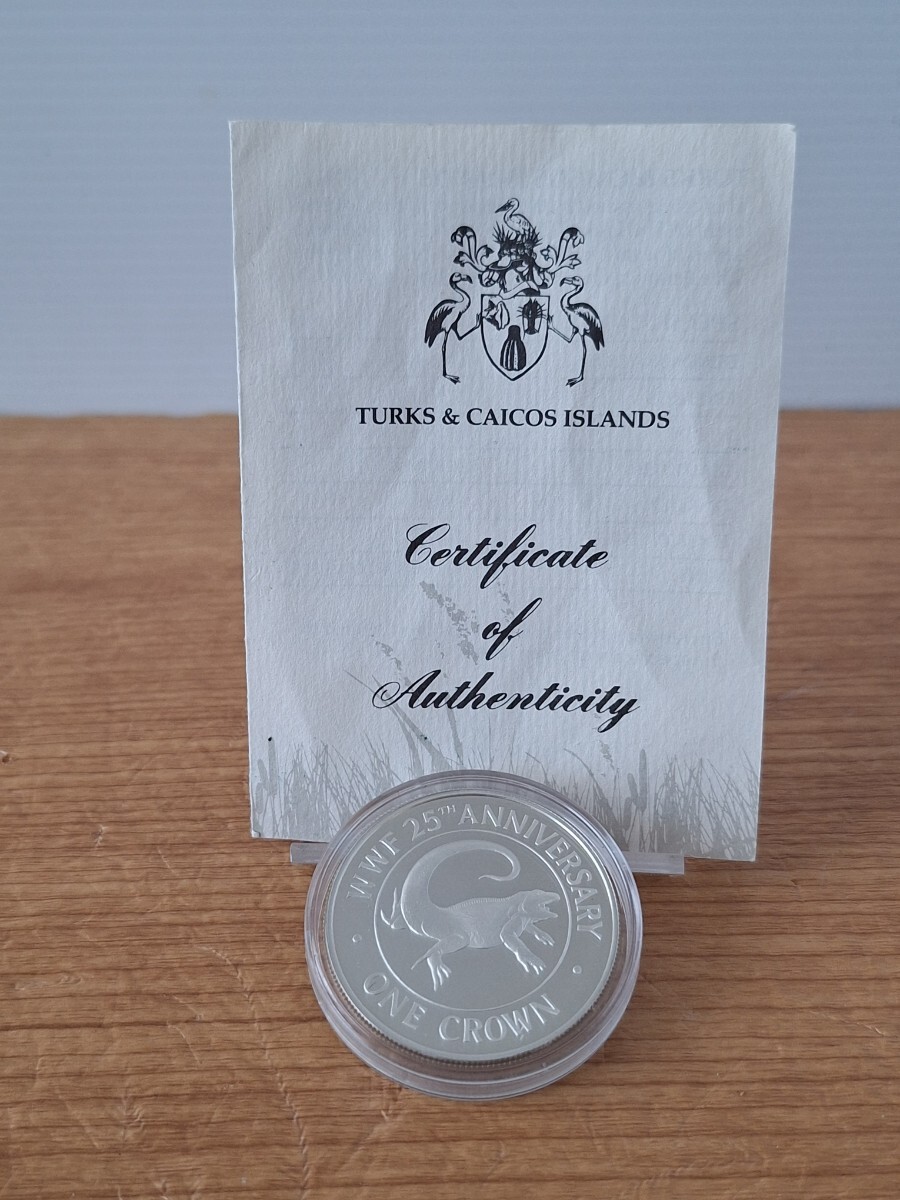 TURKS & CAICOS ISLANDS
Certificate
of
Authenticity
WWF 25TH ANNIVERSARY
ONE CROWN